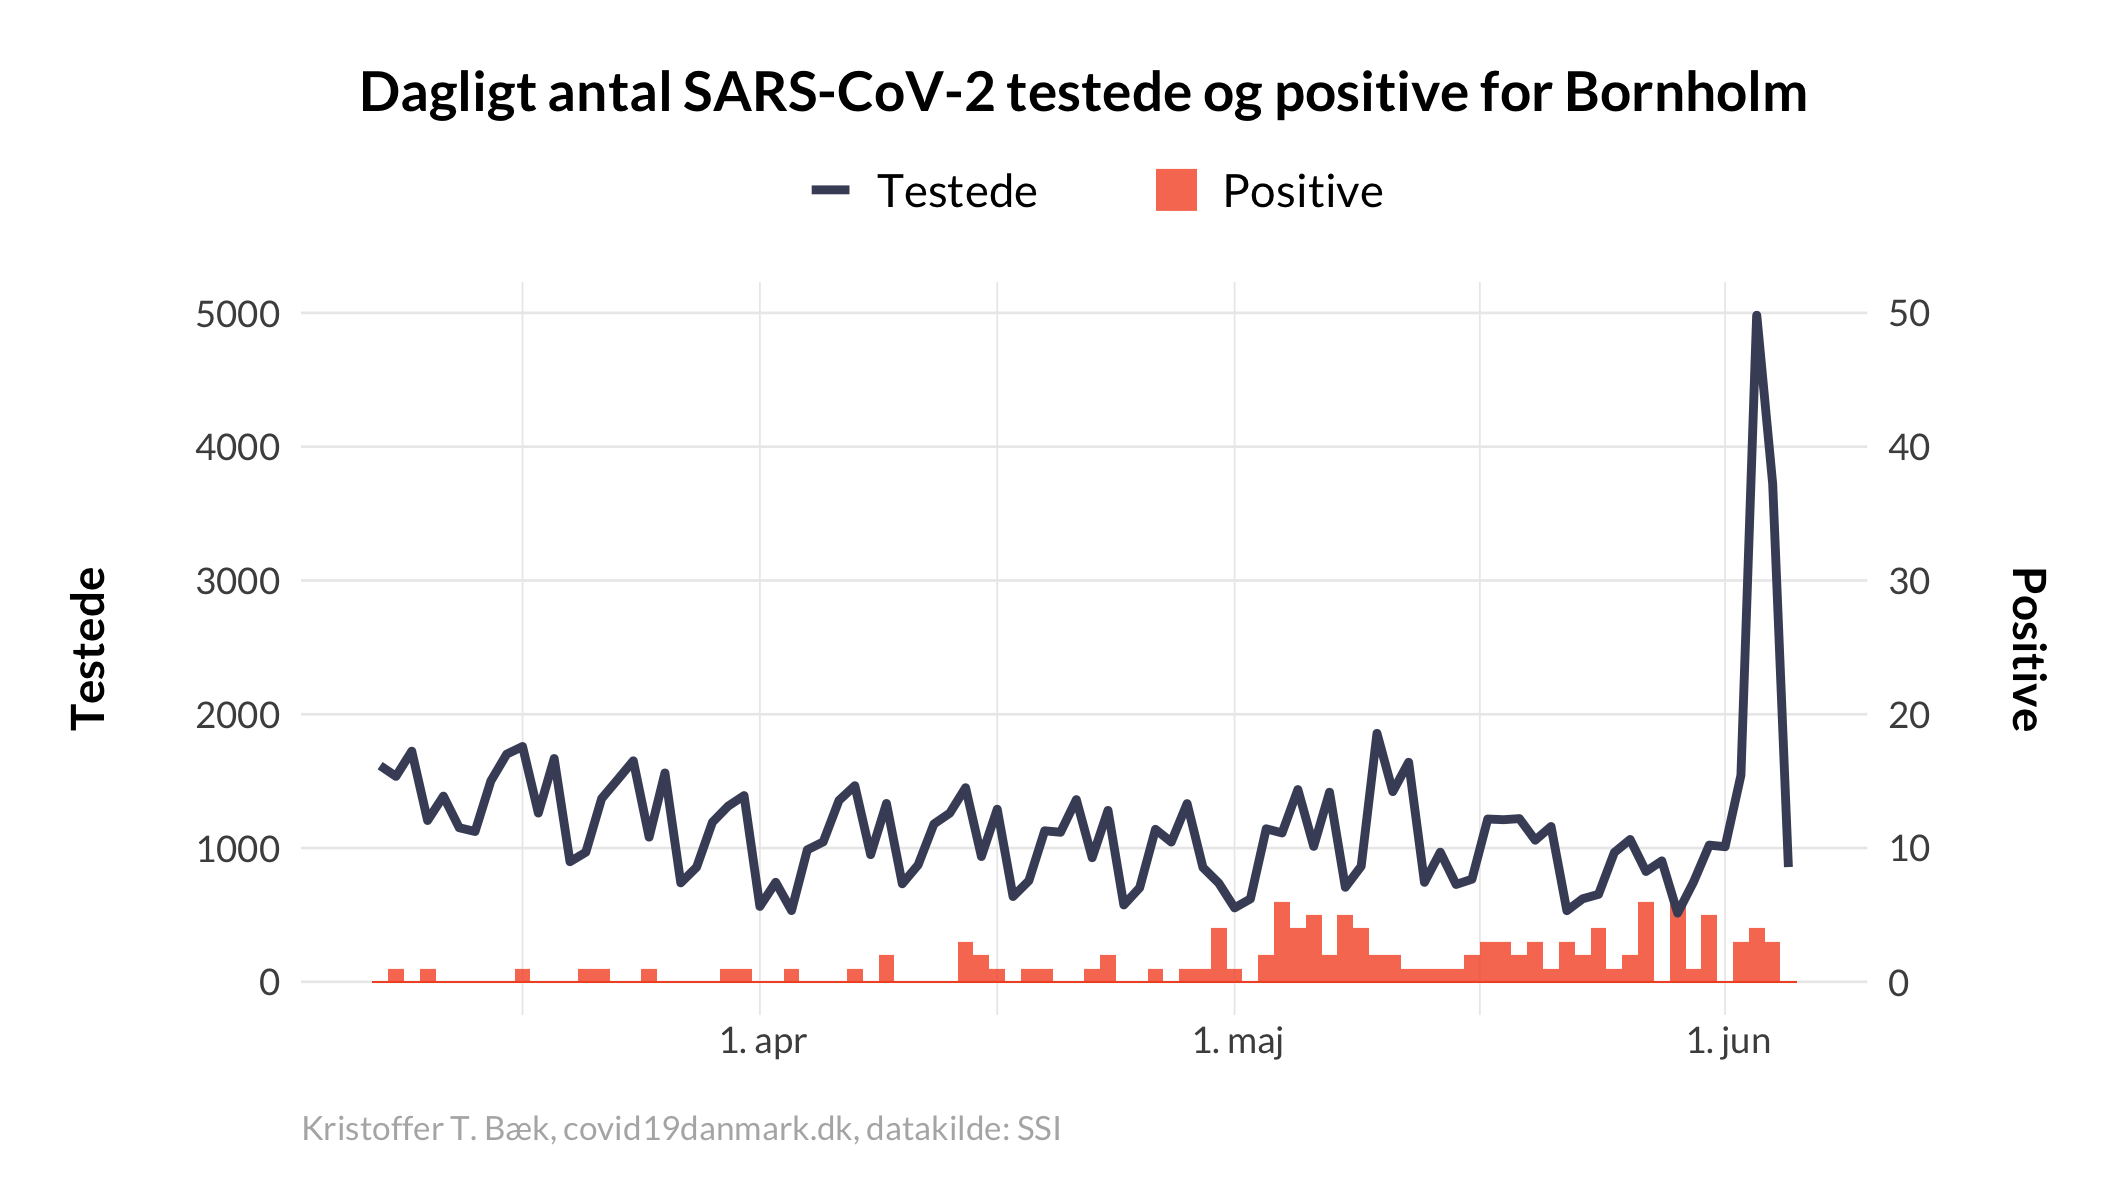 Dagligt antal SARS-CoV-2 testede og positive for Bornholm
Testede
Positive
5000
4000
3000
2000
1000
0
50
40
30
20
10
0
Testede
Positive
1. apr
1. maj
1. jun
Kristoffer T. Bæk, covid19danmark.dk, datakilde: SSI